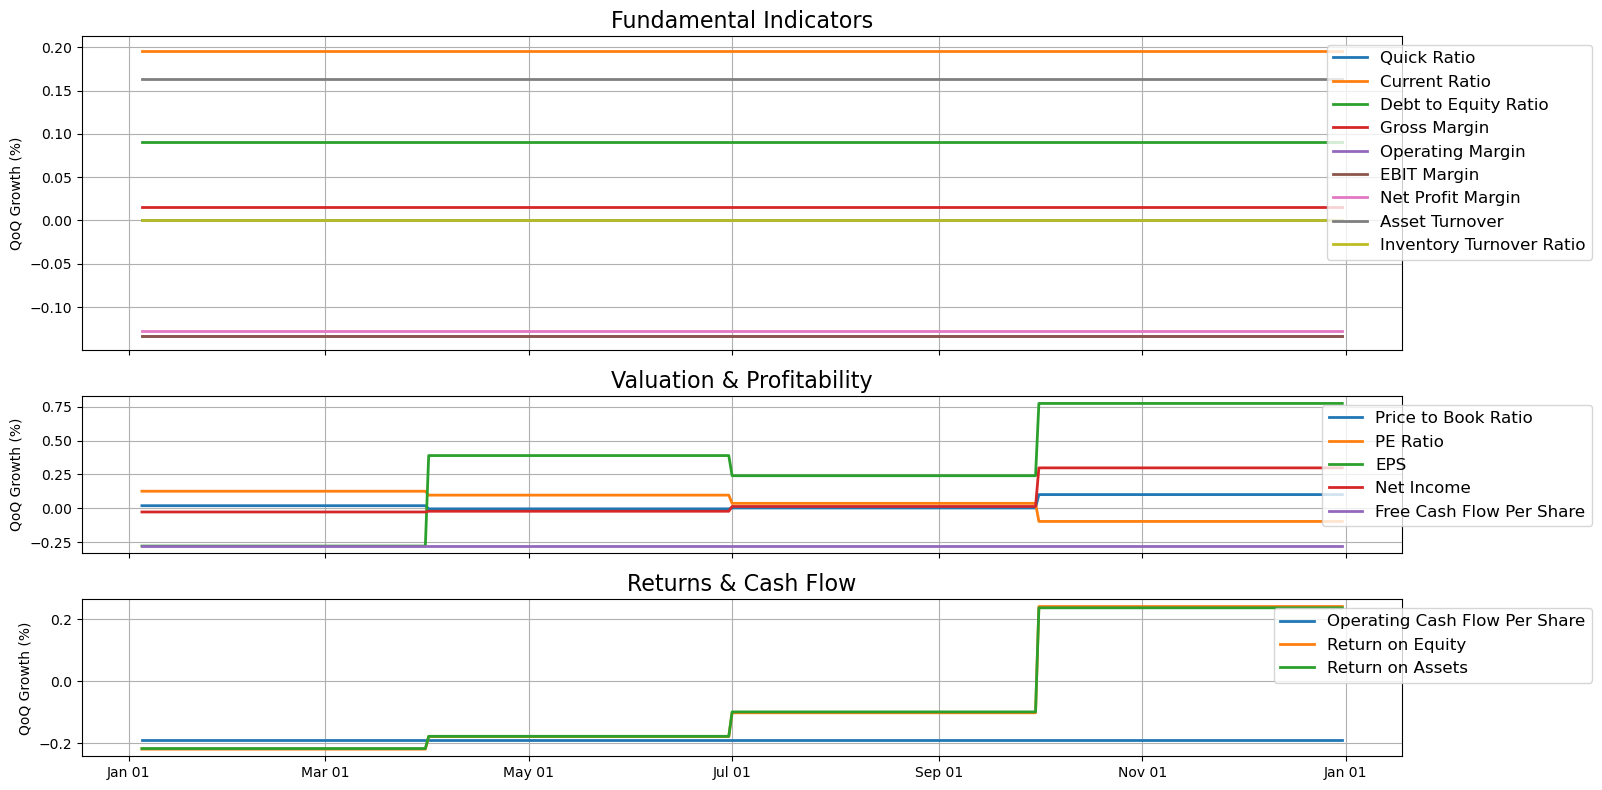 Fundamental Indicators
QoQ Growth (%)
0.20
0.15
0.10
0.05
0.00
−0.05
−0.10
Quick Ratio
Current Ratio
Debt to Equity Ratio
Gross Margin
Operating Margin
EBIT Margin
Net Profit Margin
Asset Turnover
Inventory Turnover Ratio
Valuation & Profitability
QoQ Growth (%)
0.75
0.50
0.25
0.00
−0.25
Price to Book Ratio
PE Ratio
EPS
Net Income
Free Cash Flow Per Share
Returns & Cash Flow
QoQ Growth (%)
0.2
0.0
−0.2
Operating Cash Flow Per Share
Return on Equity
Return on Assets
Jan 01 Mar 01 May 01 Jul 01 Sep 01 Nov 01 Jan 01